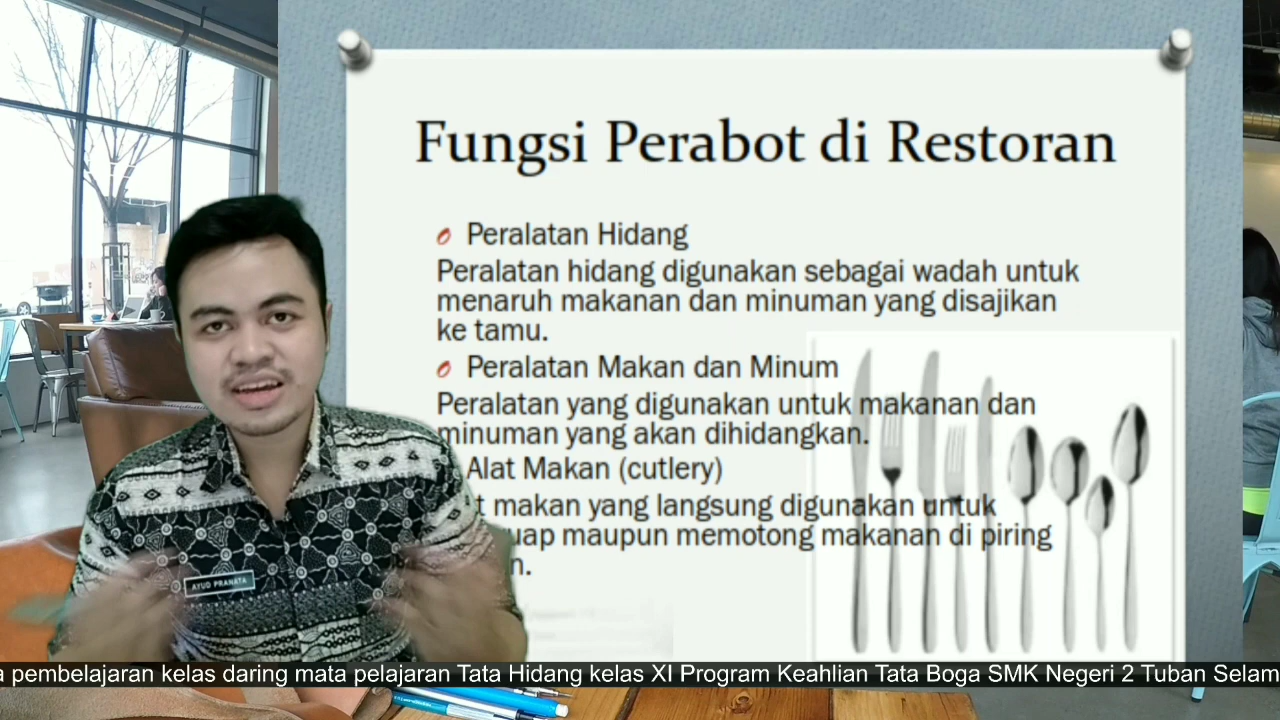 Fungsi Perabot di Restoran
Peralatan Hidang
Peralatan hidang digunakan sebagai wadah untuk
menaruh makanan dan minuman yang disajikan
ke tamu.
Peralatan Makan dan Minum
Peralatan yang digunakan untuk makanan dan
minuman yang akan dihidangkan.
Alat Makan (cutlery)
t makan yang langsung digunakan untuk
uap maupun memotong makanan di piring
n.
AYUD PRANATA
a pembelajaran kelas daring mata pelajaran Tata Hidang kelas XI Program Keahlian Tata Boga SMK Negeri 2 Tuban Selam